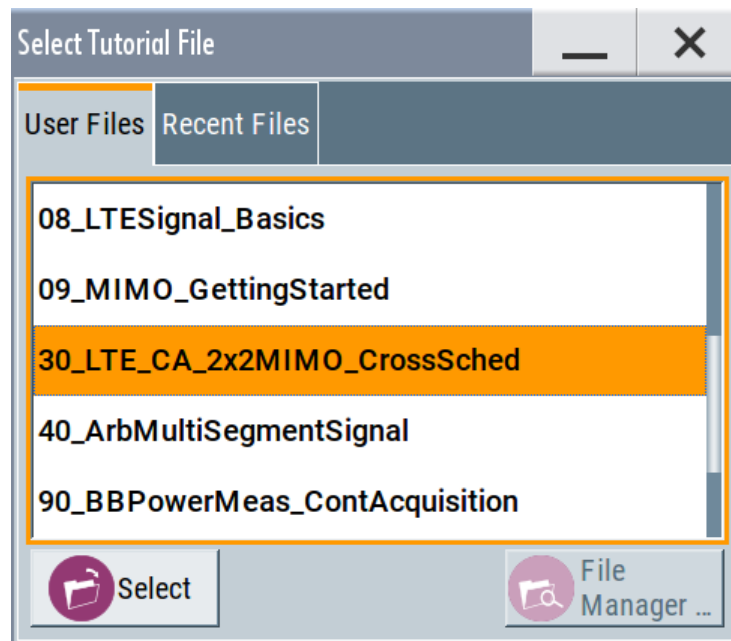 Select Tutorial File
User Files Recent Files
08_LTESignal_Basics
09_MIMO_GettingStarted
30_LTE_CA_2x2MIMO_CrossSched
40_ArbMultiSegmentSignal
90_BBPowerMeas_ContAcquisition
Select
File
Manager ...